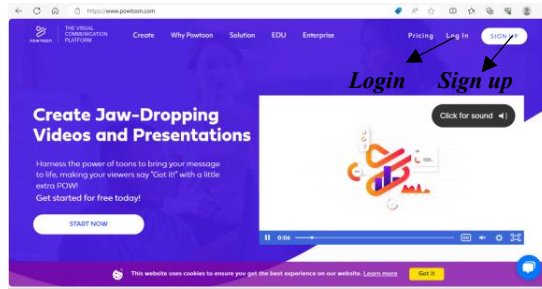 https://www.powtoon.com
POWTOON
THE VISUAL
COMMUNICATION
PLATFORM
Create Why Powtoon Solution EDU Enterprise Pricing Log In SIGN UP
Login Sign up
Create Jaw-Dropping
Videos and Presentations
Click for sound
Harness the power of toons to bring your message
to life, making your viewers say "Got it!" with a little
extra POW!
Get started for free today!
START NOW
0:06
CC
This website uses cookies to ensure you get the best experience on our website. Learn more Got it